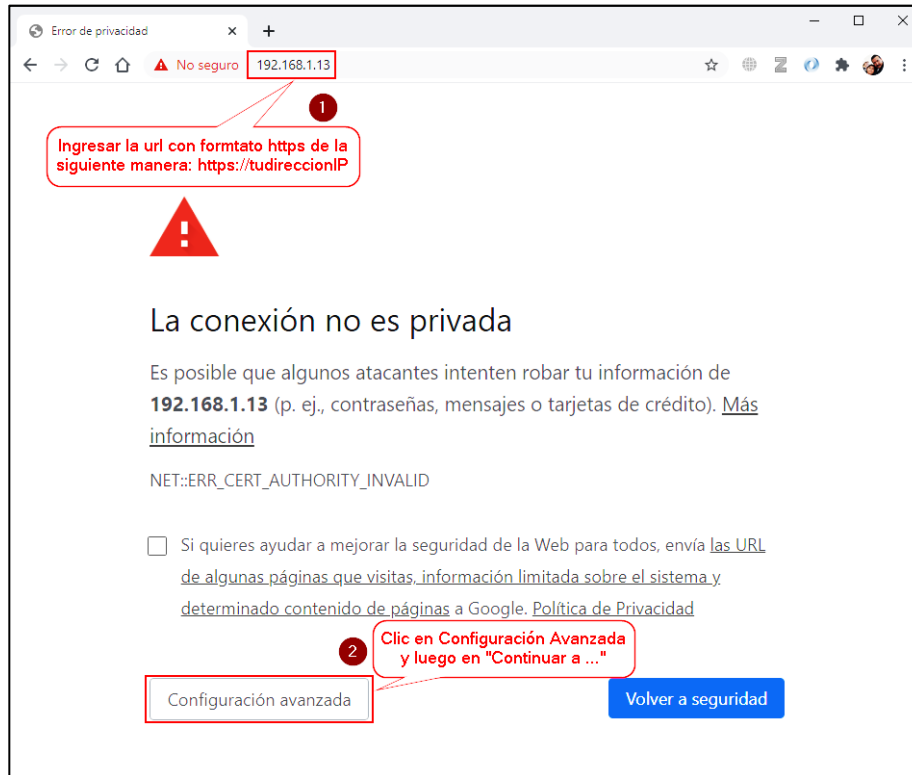 Error de privacidad
No seguro
192.168.1.13
1
Ingresar la url con formtato https de la
siguiente manera: https://tudireccionIP
La conexión no es privada
Es posible que algunos atacantes intenten robar tu información de
192.168.1.13 (p. ej., contraseñas, mensajes o tarjetas de crédito). Más
información
NET::ERR_CERT_AUTHORITY_INVALID
Si quieres ayudar a mejorar la seguridad de la Web para todos, envía las URL
de algunas páginas que visitas, información limitada sobre el sistema y
determinado contenido de páginas a Google. Política de Privacidad
2
Clic en Configuración Avanzada
y luego en "Continuar a ..."
Configuración avanzada
Volver a seguridad